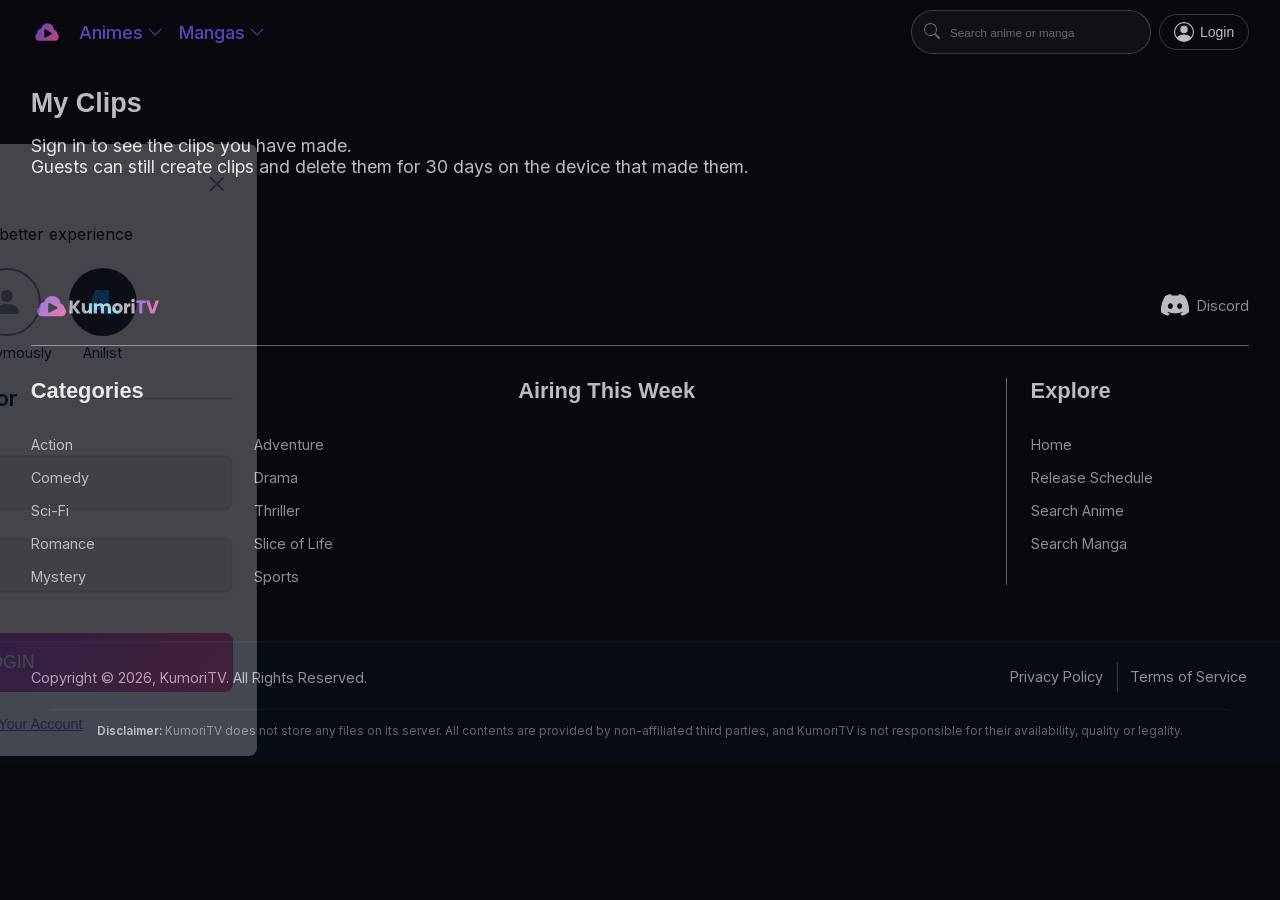 Animes
Mangas
Search anime or manga
Login
My Clips
Sign in to see the clips you have made.
Guests can still create clips and delete them for 30 days on the device that made them.
better experience
KumoriTV
Discord
Anilist
Categories
Airing This Week
Explore
or
Action
Adventure
Home
Comedy
Drama
Release Schedule
Sci-Fi
Thriller
Search Anime
Romance
Slice of Life
Search Manga
Mystery
Sports
Copyright © 2026, KumoriTV. All Rights Reserved.
Privacy Policy
Terms of Service
Your Account
Disclaimer: KumoriTV does not store any files on its server. All contents are provided by non-affiliated third parties, and KumoriTV is not responsible for their availability, quality or legality.